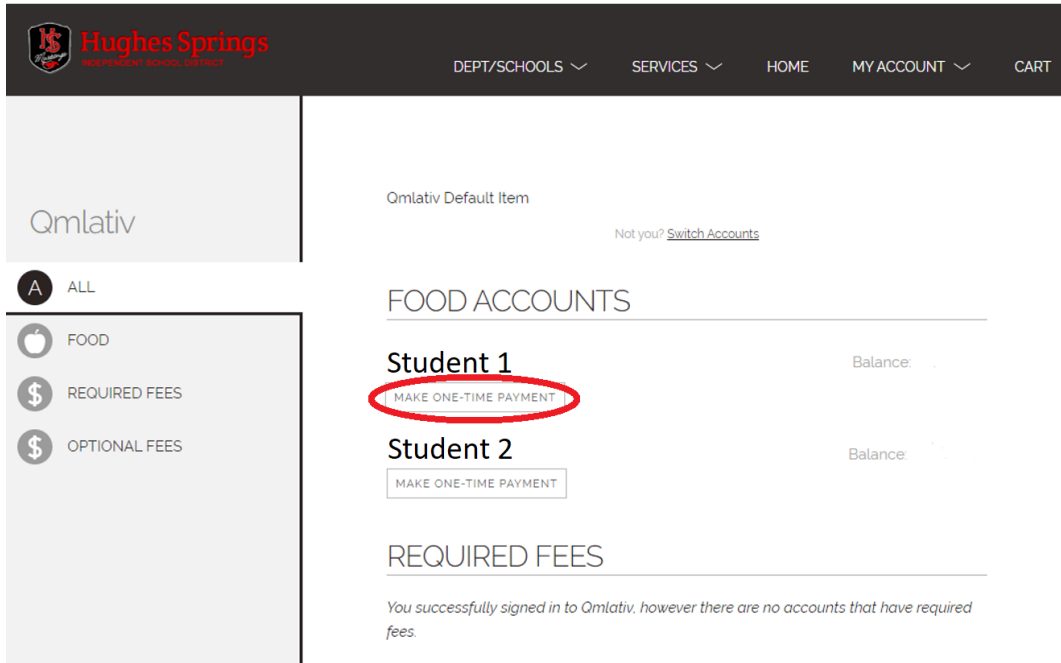 Hughes Springs
INDEPENDENT SCHOOL DISTRICT
DEPT/SCHOOLS SERVICES HOME MY ACCOUNT CART
Qmlativ
A ALL
FOOD
$ REQUIRED FEES
$ OPTIONAL FEES
Qmlativ Default Item
Not you? Switch Accounts
FOOD ACCOUNTS
Student 1 Balance:
MAKE ONE-TIME PAYMENT
Student 2 Balance:
MAKE ONE-TIME PAYMENT
REQUIRED FEES
You successfully signed in to Qmlativ, however there are no accounts that have required
fees.